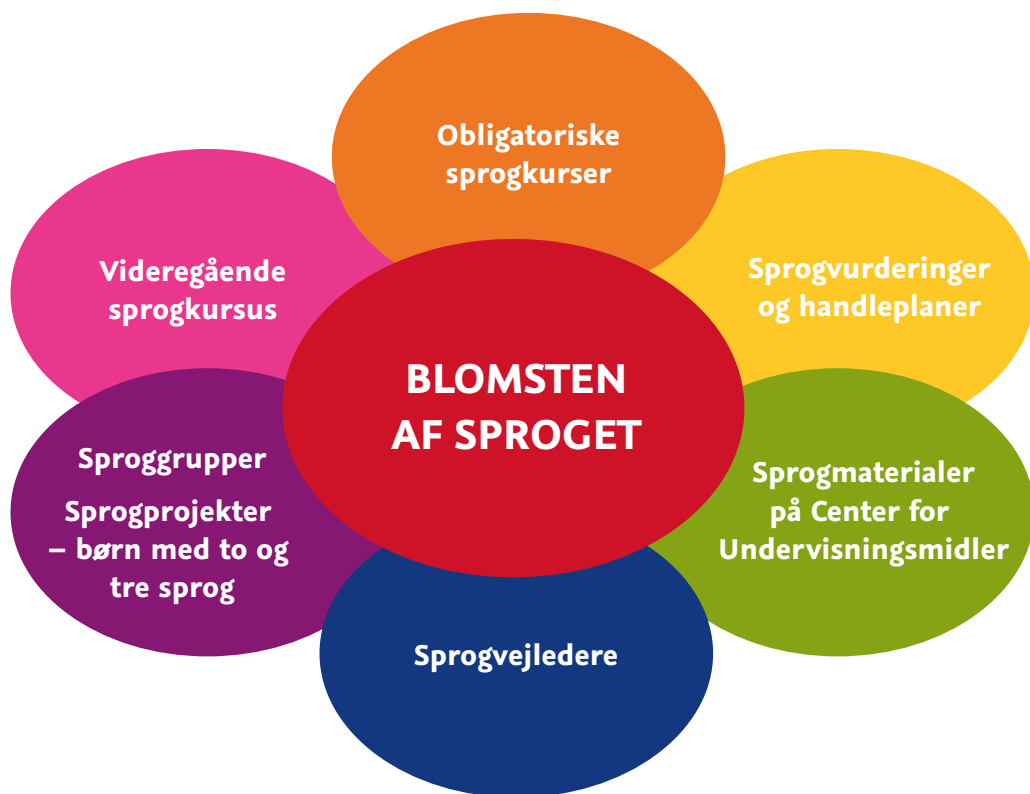 Obligatoriske
sprogkurser
Videregående
sprogkursus
Sprogvurderinger
og handleplaner
BLOMSTEN
AF SPROGET
Sproggrupper
Sprogprojekter
– børn med to og
tre sprog
Sprogmaterialer
på Center for
Undervisningsmidler
Sprogvejledere